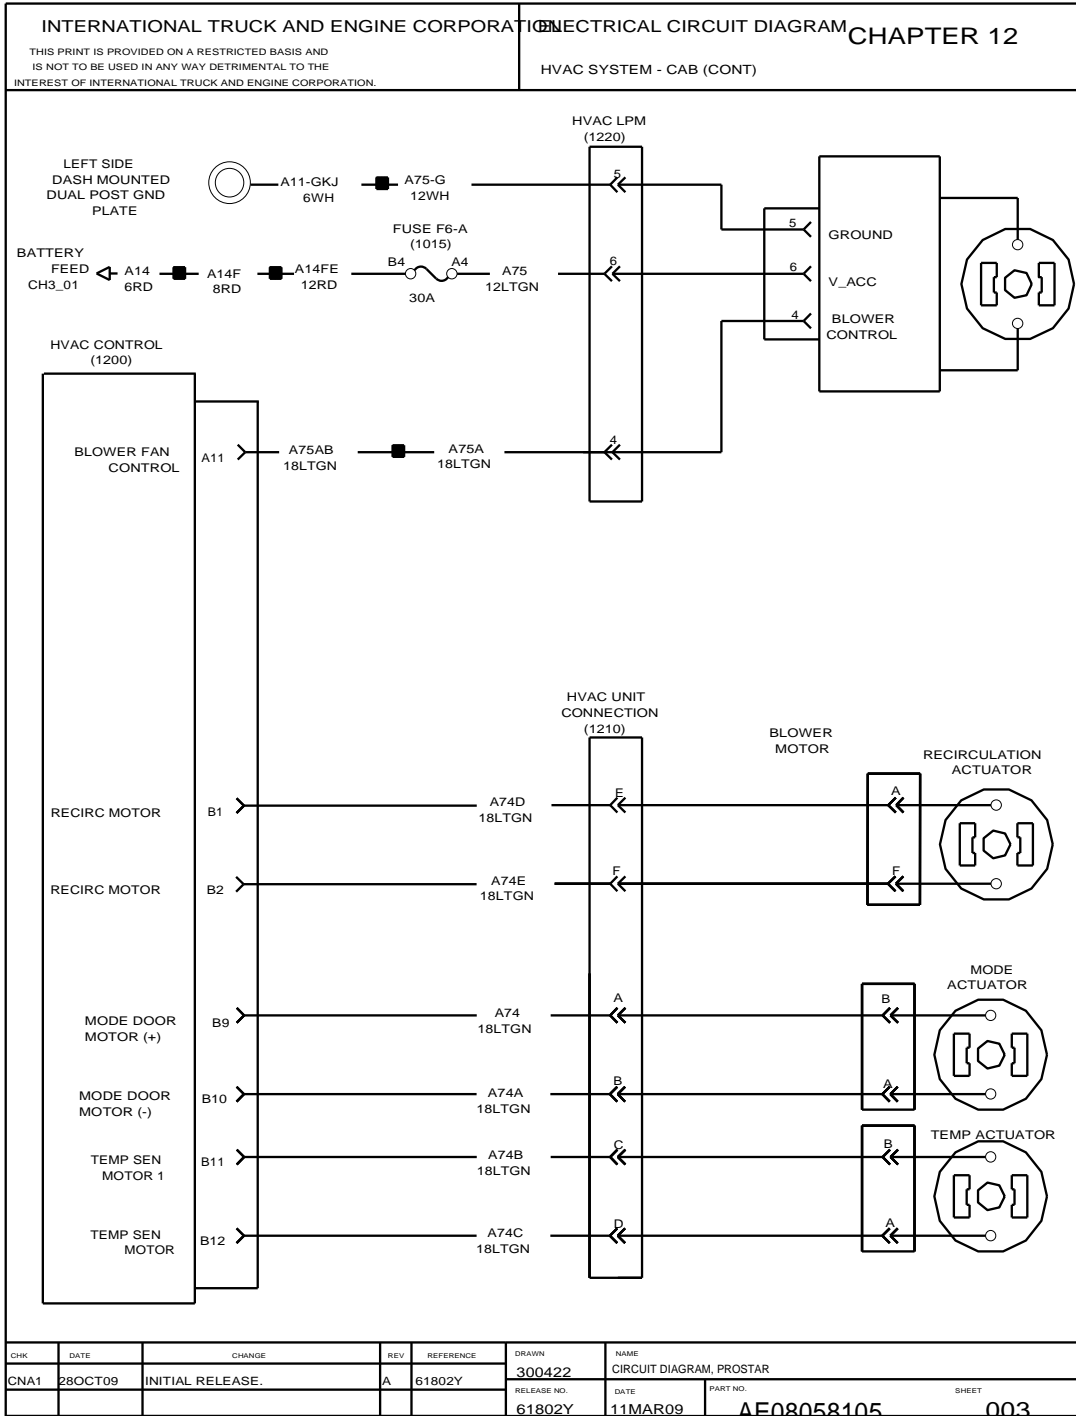 INTERNATIONAL TRUCK AND ENGINE CORPORATION
THIS PRINT IS PROVIDED ON A RESTRICTED BASIS AND
IS NOT TO BE USED IN ANY WAY DETRIMENTAL TO THE
INTEREST OF INTERNATIONAL TRUCK AND ENGINE CORPORATION.
ELECTRICAL CIRCUIT DIAGRAM
CHAPTER 12
HVAC SYSTEM - CAB (CONT)
HVAC LPM
(1220)
LEFT SIDE
DASH MOUNTED
DUAL POST GND
PLATE
A11-GKJ
6WH
A75-G
12WH
5
5
GROUND
FUSE F6-A
(1015)
BATTERY
FEED
CH3_01
A14
6RD
A14F
8RD
A14FE
12RD
B4
A4
30A
A75
12LTGN
6
6
V_ACC
4
BLOWER
CONTROL
HVAC CONTROL
(1200)
BLOWER FAN
CONTROL
A11
A75AB
18LTGN
A75A
18LTGN
4
HVAC UNIT
CONNECTION
(1210)
BLOWER
MOTOR
RECIRCULATION
ACTUATOR
RECIRC MOTOR
B1
A74D
18LTGN
E
A
RECIRC MOTOR
B2
A74E
18LTGN
F
F
MODE
ACTUATOR
MODE DOOR
MOTOR (+)
B9
A74
18LTGN
A
B
MODE DOOR
MOTOR (-)
B10
A74A
18LTGN
B
A
TEMP ACTUATOR
TEMP SEN
MOTOR 1
B11
A74B
18LTGN
C
B
TEMP SEN
MOTOR
B12
A74C
18LTGN
D
A
CHK DATE CHANGE REV REFERENCE
CNA1 28OCT09 INITIAL RELEASE. A 61802Y
DRAWN
300422
NAME
CIRCUIT DIAGRAM, PROSTAR
RELEASE NO.
61802Y
DATE
11MAR09
PART NO.
AE08058105
SHEET
003